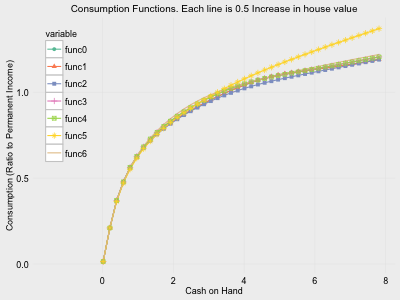 Consumption Functions. Each line is 0.5 Increase in house value
variable
func0
func1
func2
func3
func4
func5
func6
Consumption (Ratio to Permanent Income)
1.0
0.5
0.0
0 2 4 6 8
Cash on Hand